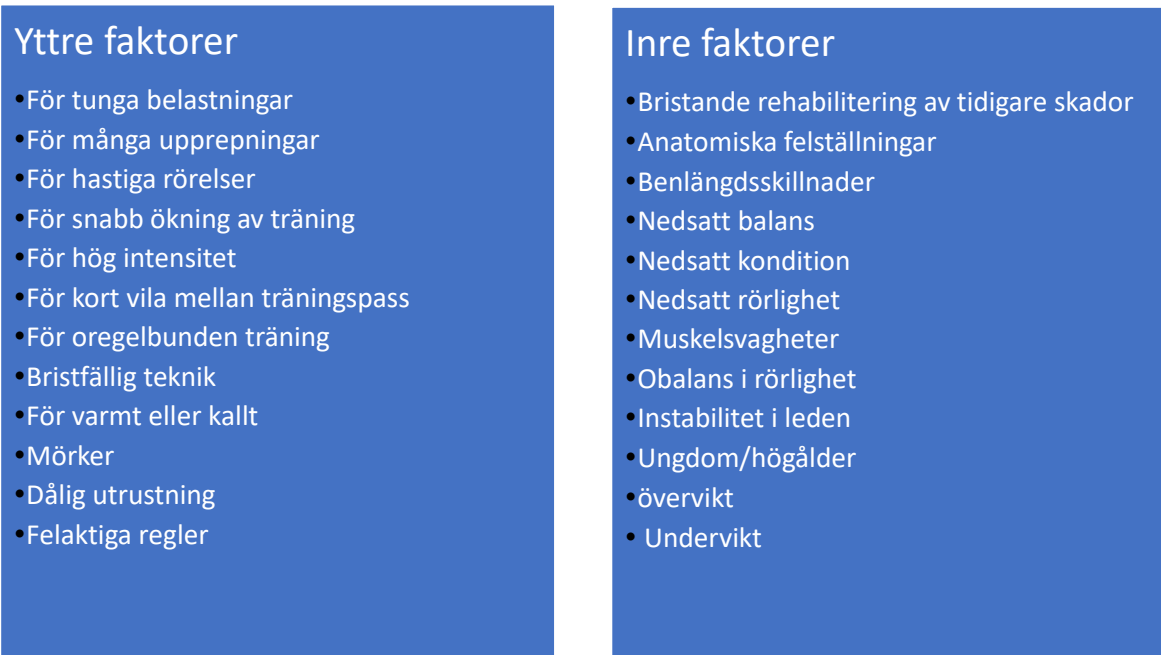 Yttre faktorer
•För tunga belastningar
•För många upprepningar
•För hastiga rörelser
•För snabb ökning av träning
•För hög intensitet
•För kort vila mellan träningspass
•För oregelbunden träning
•Bristfällig teknik
•För varmt eller kallt
•Mörker
•Dålig utrustning
•Felaktiga regler
Inre faktorer
•Bristande rehabilitering av tidigare skador
•Anatomiska felställningar
•Benlängdsskillnader
•Nedsatt balans
•Nedsatt kondition
•Nedsatt rörlighet
•Muskelsvagheter
•Obalans i rörlighet
•Instabilitet i leden
•Ungdom/högålder
•övervikt
• Undervikt